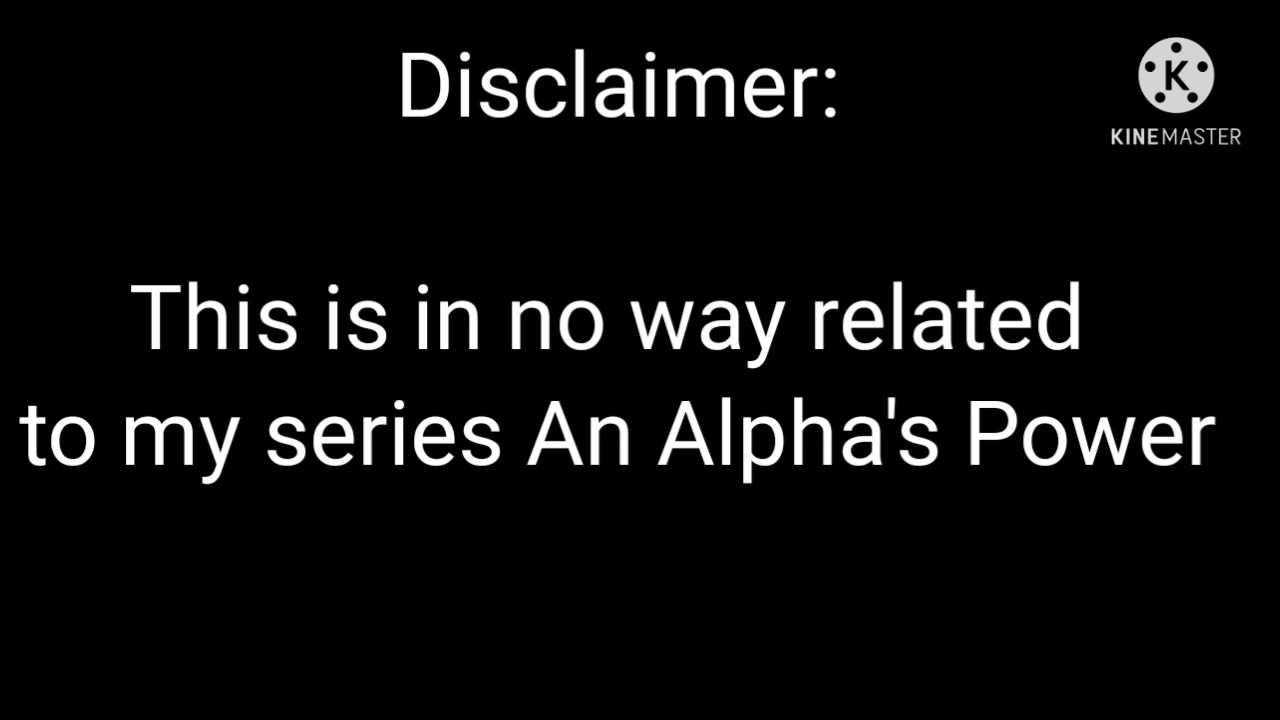 Disclaimer:
K
KINEMASTER
This is in no way related
to my series An Alpha's Power